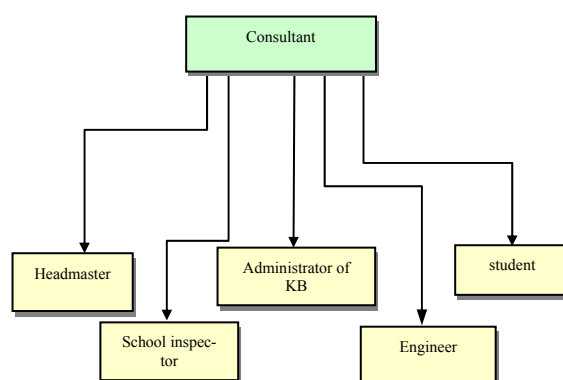 Consultant
Headmaster
Administrator of
KB
student
School inspec-
tor
Engineer